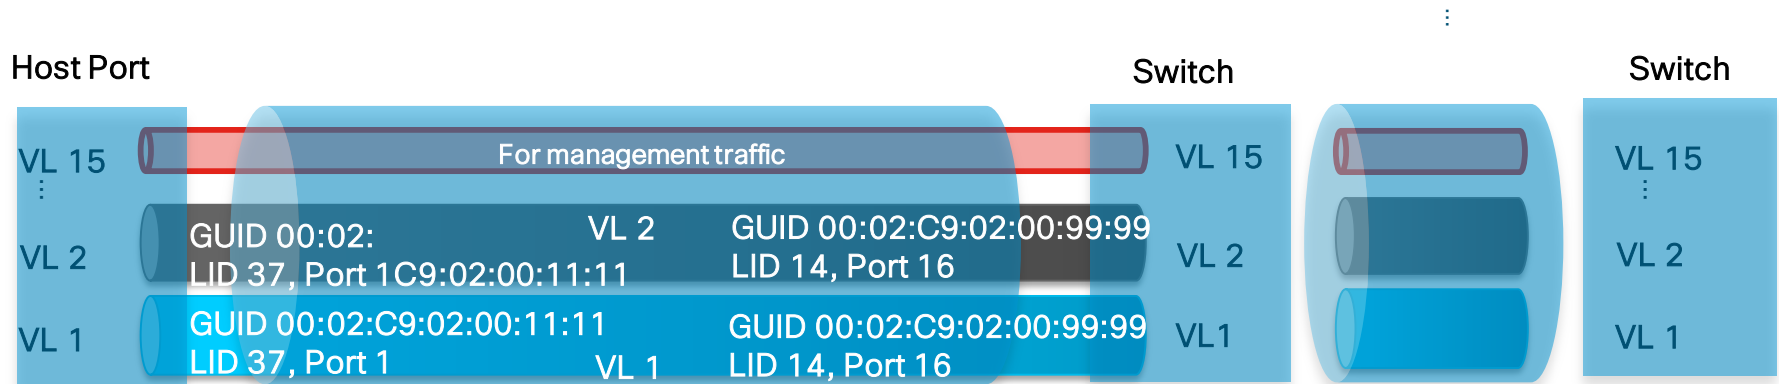 Host Port
Switch
Switch
VL 15
For management traffic
VL 15
VL 15
⋮
⋮
⋮
VL 2
GUID 00:02:
LID 37, Port 1C9:02:00:11:11
VL 2
GUID 00:02:C9:02:00:99:99
LID 14, Port 16
VL 2
VL 2
VL 1
GUID 00:02:C9:02:00:11:11
LID 37, Port 1
VL 1
GUID 00:02:C9:02:00:99:99
LID 14, Port 16
VL1
VL 1